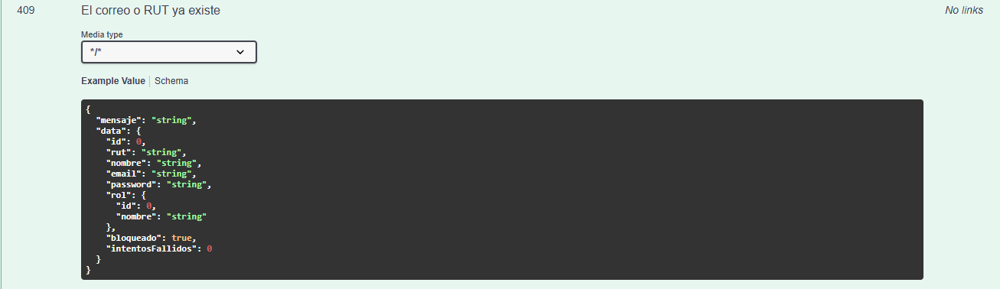 409 El correo o RUT ya existe No links
Media type
*/*
Example Value Schema
{
  "mensaje": "string",
  "data": {
    "id": 0,
    "rut": "string",
    "nombre": "string",
    "email": "string",
    "password": "string",
    "rol": {
      "id": 0,
      "nombre": "string"
    },
    "bloqueado": true,
    "intentosFallidos": 0
  }
}